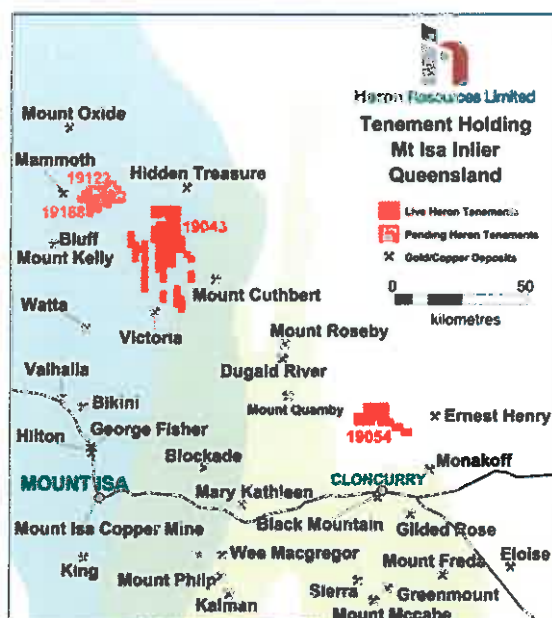 Heron Resources Limited
Tenement Holding
Mt Isa Inlier
Queensland
Live Heron Tenements
Pending Heron Tenements
Gold/Copper Deposits
0 50
kilometres
Mount Oxide
Mammoth
19123
19188
Hidden Treasure
19043
Bluff
Mount Kelly
Mount Cuthbert
Watta
Victoria
Mount Roseby
Dugald River
Valhalla
Bikini
Mount Quamby
19054
Ernest Henry
George Fisher
Hilton
Blockade
Monakoff
MOUNT ISA
CLONCURRY
Mary Kathleen
Mount Isa Copper Mine
Black Mountain
Gilded Rose
King
Wee Macgregor
Mount Freda
Eloise
Mount Philp
Sierra
Greenmount
Kalman
Mount Mccabe